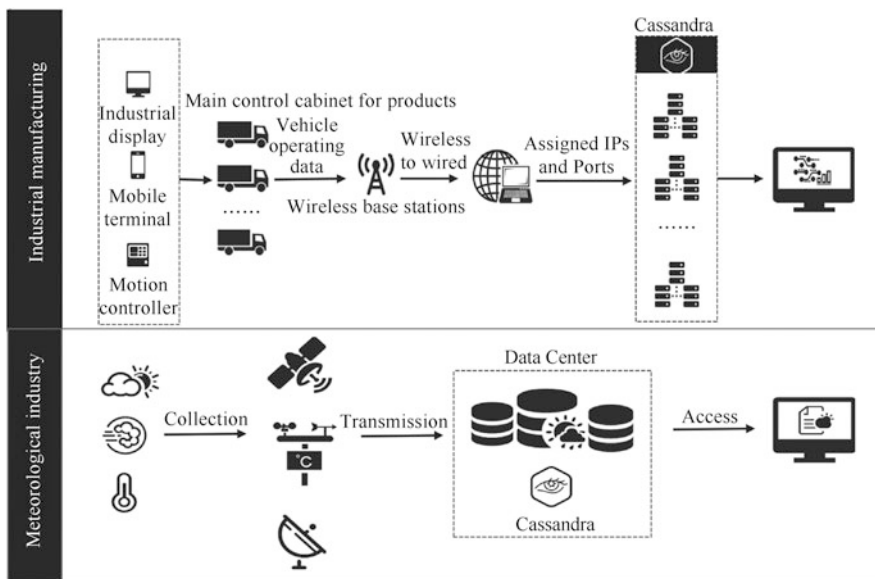 Industrial manufacturing
Industrial
display
Mobile
terminal
Motion
controller
Main control cabinet for products
Vehicle
operating
data
......
Wireless base stations
Wireless
to wired
Assigned IPs
and Ports
Cassandra
......
Meteorological industry
Collection
°C
Transmission
Data Center
Cassandra
Access